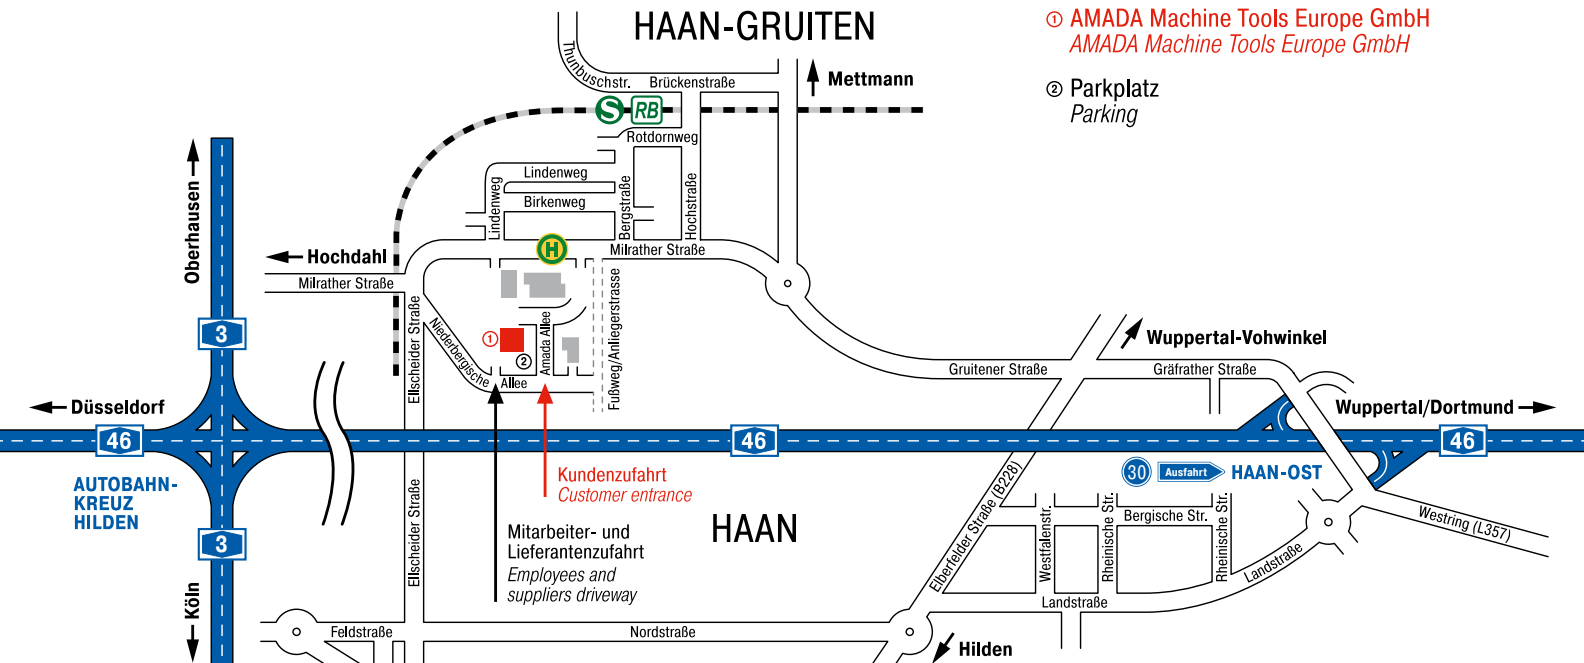 HAAN-GRUITEN
① AMADA Machine Tools Europe GmbH
AMADA Machine Tools Europe GmbH
② Parkplatz
Parking
Thunbuschstr.
Brückenstraße
Mettmann
S
RB
Rotdornweg
Lindenweg
Lindenweg
Birkenweg
Bergstraße
Hochstraße
Oberhausen
Hochdahl
H
Milrather Straße
Milrather Straße
Ellscheider Straße
Niederbergische
Allee
①
②
Amada Allee
Fußweg/Anliegerstrasse
3
Wuppertal-Vohwinkel
Gruitener Straße
Gräfrather Straße
Düsseldorf
Wuppertal/Dortmund
46
46
46
AUTOBAHN-
KREUZ
HILDEN
Kundenzufahrt
Customer entrance
30
Ausfahrt
HAAN-OST
Ellscheider Straße
Mitarbeiter- und
Lieferantenzufahrt
Employees and
suppliers driveway
HAAN
Elberfelder Straße (B228)
Westfalenstr.
Rheinische Str.
Bergische Str.
Rheinische Str.
Landstraße
Westring (L357)
3
Köln
Landstraße
Feldstraße
Nordstraße
Hilden